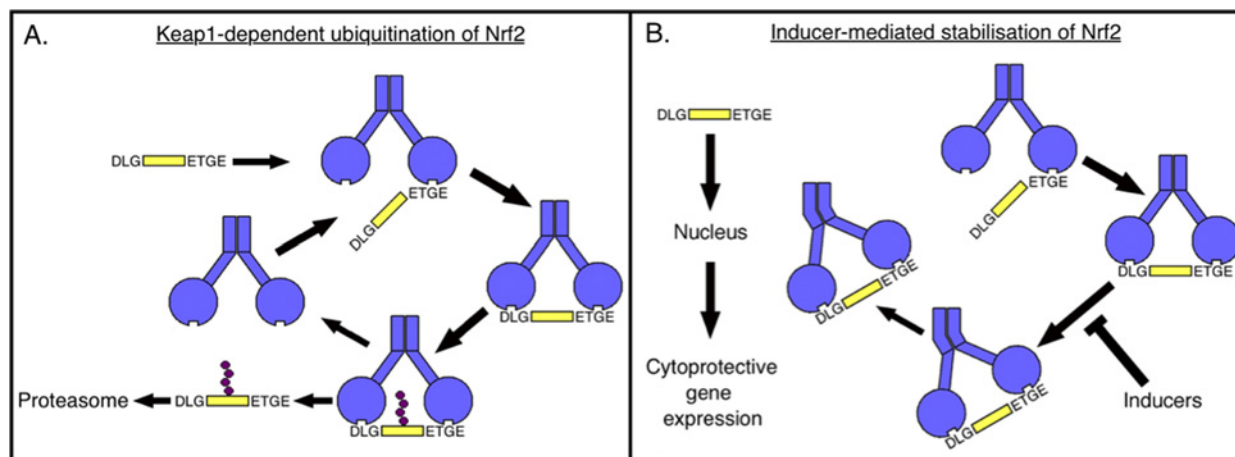 A.
Keap1-dependent ubiquitination of Nrf2
DLG ETGE
ETGE
DLG
DLG ETGE
DLG ETGE
Proteasome
DLG ETGE
B.
Inducer-mediated stabilisation of Nrf2
DLG ETGE
Nucleus
Cytoprotective
gene
expression
ETGE
DLG
DLG ETGE
DLG ETGE
DLG ETGE
Inducers